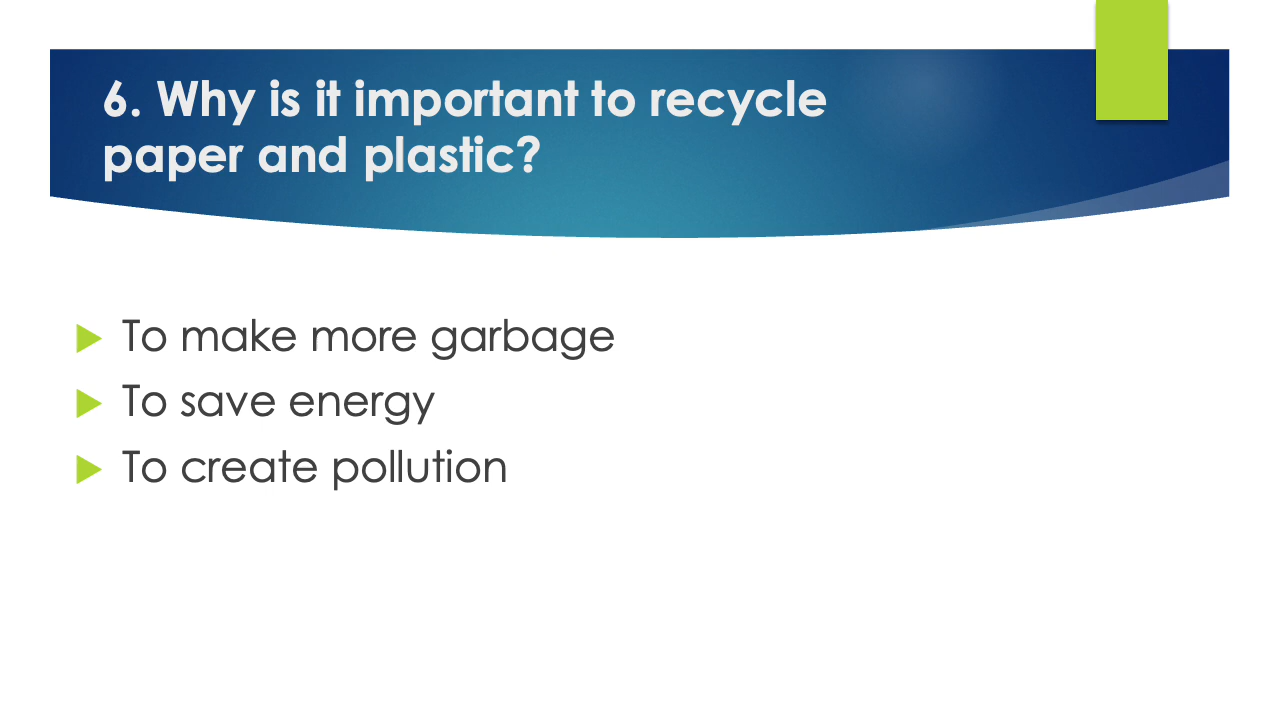 6. Why is it important to recycle
paper and plastic?
To make more garbage
To save energy
To create pollution